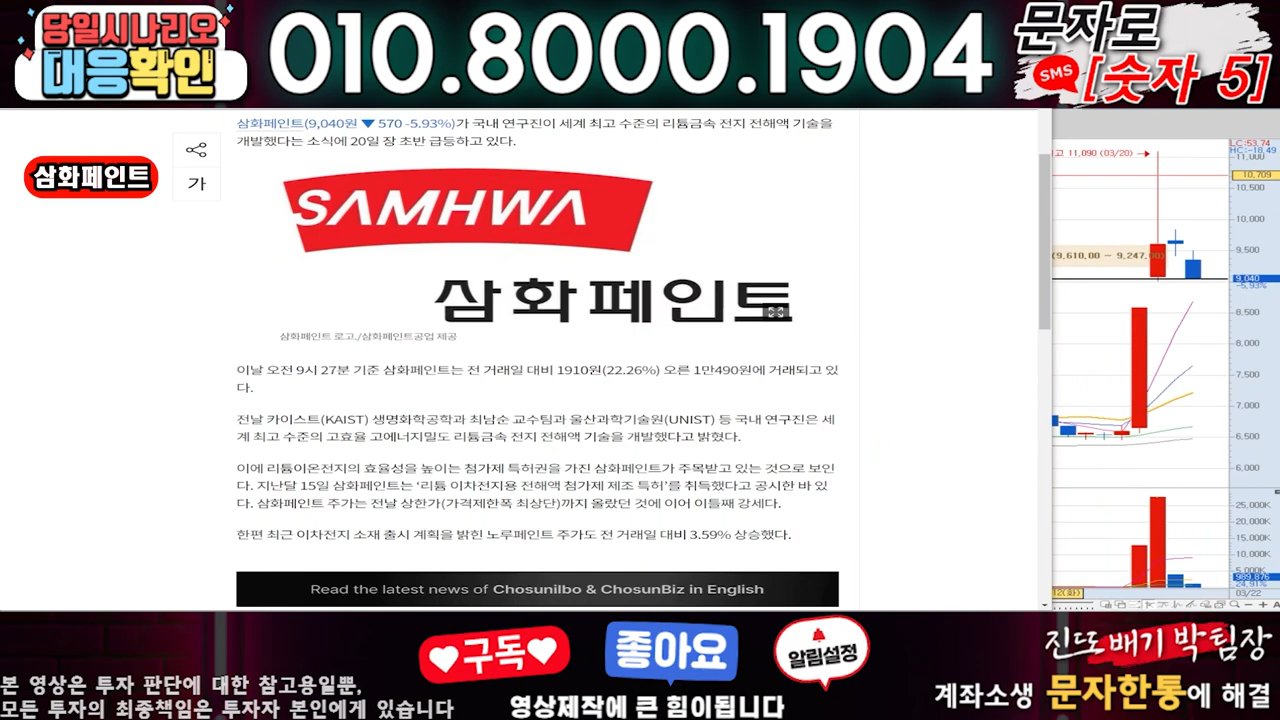 당일시나리오
대응확인
010.8000.1904
문자로
SMS
[숫자 5]
삼화페인트
가
삼화페인트(9,040원 ▼ 570 -5.93%)가 국내 연구진이 세계 최고 수준의 리튬금속 전지 전해액 기술을
개발했다는 소식에 20일 장 초반 급등하고 있다.
SAMHWA
삼화페인트
삼화페인트 로고./삼화페인트공업 제공
이날 오전 9시 27분 기준 삼화페인트는 전 거래일 대비 1910원(22.26%) 오른 1만490원에 거래되고 있
다.
전날 카이스트(KAIST) 생명화학공학과 최남순 교수팀과 울산과학기술원(UNIST) 등 국내 연구진은 세
계 최고 수준의 고효율 고에너지밀도 리튬금속 전지 전해액 기술을 개발했다고 밝혔다.
이에 리튬이온전지의 효율성을 높이는 첨가제 특허권을 가진 삼화페인트가 주목받고 있는 것으로 보인
다. 지난달 15일 삼화페인트는 ‘리튬 이차전지용 전해액 첨가제 제조 특허’를 취득했다고 공시한 바 있
다. 삼화페인트 주가는 전날 상한가(가격제한폭 최상단)까지 올랐던 것에 이어 이틀째 강세다.
한편 최근 이차전지 소재 출시 계획을 밝힌 노루페인트 주가도 전 거래일 대비 3.59% 상승했다.
Read the latest news of Chosunilbo & ChosunBiz in English
LC:53.74
HC:-18.49
고 11,090 (03/20)
11,000
10,709
10,500
10,000
9,500
(9,610.00 ~ 9,247.00)
9,040
-5.93%
8,500
8,000
7,500
7,000
6,500
6,000
25,000K
20,000K
15,000K
10,000K
5,000K
989,876
24.91%
03/22
구독
좋아요
알림설정
진또배기 박팀장
본 영상은 투자 판단에 대한 참고용일뿐,
모든 투자의 최종책임은 투자자 본인에게 있습니다
영상제작에 큰 힘이됩니다
계좌소생 문자한통에 해결